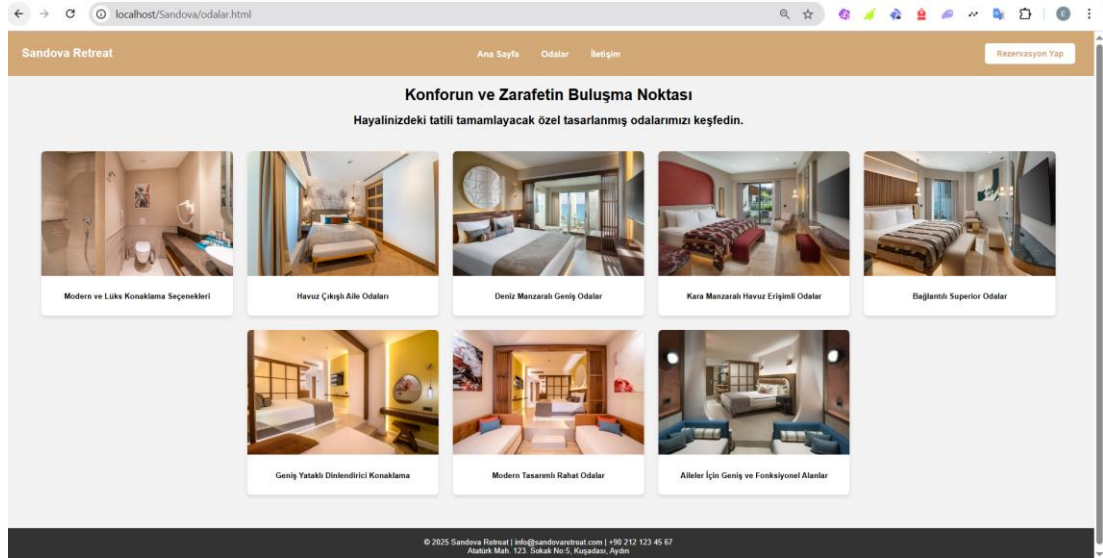 localhost/Sandova/odalar.html
Sandova Retreat
Ana Sayfa Odalar İletişim
Rezervasyon Yap
Konforun ve Zarafetin Buluşma Noktası
Hayalinizdeki tatili tamamlayacak özel tasarlanmış odalarımızı keşfedin.
Modern ve Lüks Konaklama Seçenekleri
Havuz Çıkışlı Aile Odaları
Deniz Manzaralı Geniş Odalar
Kara Manzaralı Havuz Erişimli Odalar
Bağlantılı Superior Odalar
Geniş Yataklı Dinlendirici Konaklama
Modern Tasarımlı Rahat Odalar
Aileler İçin Geniş ve Fonksiyonel Alanlar
© 2025 Sandova Retreat | info@sandovaretreat.com | +90 212 123 45 67
Atatürk Mah. 123. Sokak No:5, Kuşadası, Aydın